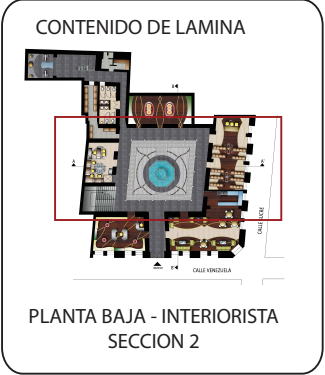 CONTENIDO DE LAMINA
CALLE SUCRE
CALLE VENEZUELA
PLANTA BAJA - INTERIORISTA
SECCION 2